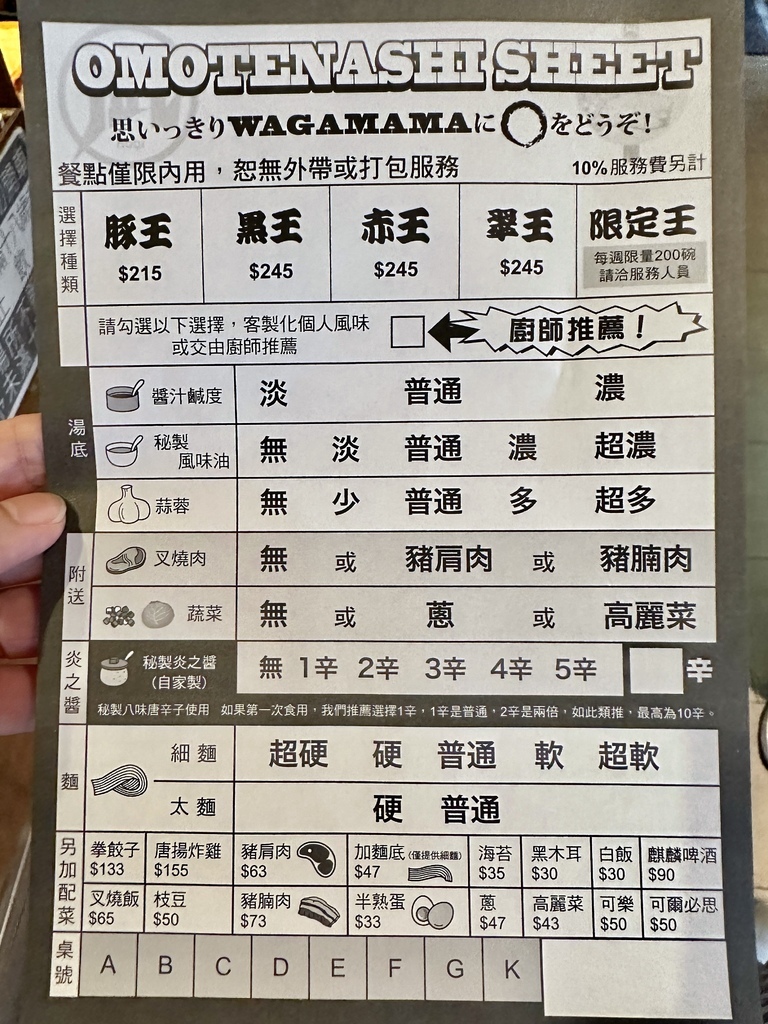 OMOTENASHI SHEET
思いっきりWAGAMAMAに◯をどうぞ!
餐點僅限內用，恕無外帶或打包服務 10%服務費另計
選擇種類
豚王 黒王 赤王 翠王 限定王
$215 $245 $245 $245 每週限量200碗
請洽服務人員
請勾選以下選擇，客製化個人風味
或交由廚師推薦 廚師推薦！
湯底
醬汁鹹度 淡 普通 濃
秘製風味油 無 淡 普通 濃 超濃
蒜蓉 無 少 普通 多 超多
附送
叉燒肉 無 或 豬肩肉 或 豬腩肉
蔬菜 無 或 蔥 或 高麗菜
炎之醬
秘製炎之醬
(自家製) 無 1辛 2辛 3辛 4辛 5辛 辛
秘製八味唐辛子使用 如果第一次食用，我們推薦選擇1辛，1辛是普通，2辛是兩倍，如此類推，最高為10辛。
麵
細麵 超硬 硬 普通 軟 超軟
太麵 硬 普通
另加配菜
拳餃子 唐揚炸雞 豬肩肉 加麵底(僅提供細麵) 海苔 黑木耳 白飯 麒麟啤酒
$133 $155 $63 $47 $35 $30 $30 $90
叉燒飯 枝豆 豬腩肉 半熟蛋 蔥 高麗菜 可樂 可爾必思
$65 $50 $73 $33 $47 $43 $50 $50
桌號 A B C D E F G K